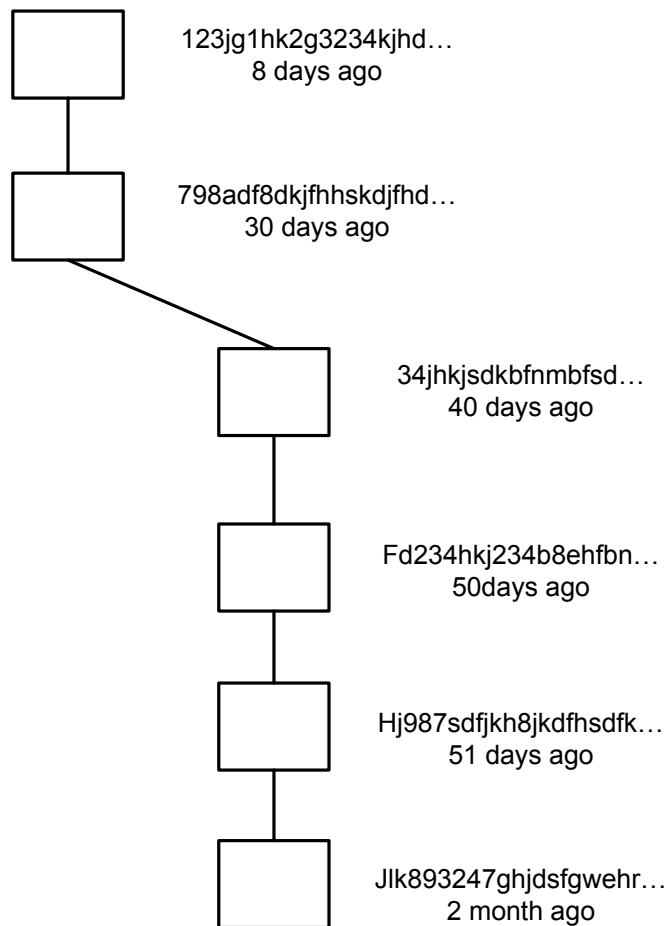 123jg1hk2g3234kjhd…
8 days ago
798adf8dkjfhhskdjfhd…
30 days ago
34jhkjsdkbfnmbfsd…
40 days ago
Fd234hkj234b8ehfbn…
50days ago
Hj987sdfjkh8jkdfhsdfk…
51 days ago
Jlk893247ghjdsfgwehr…
2 month ago